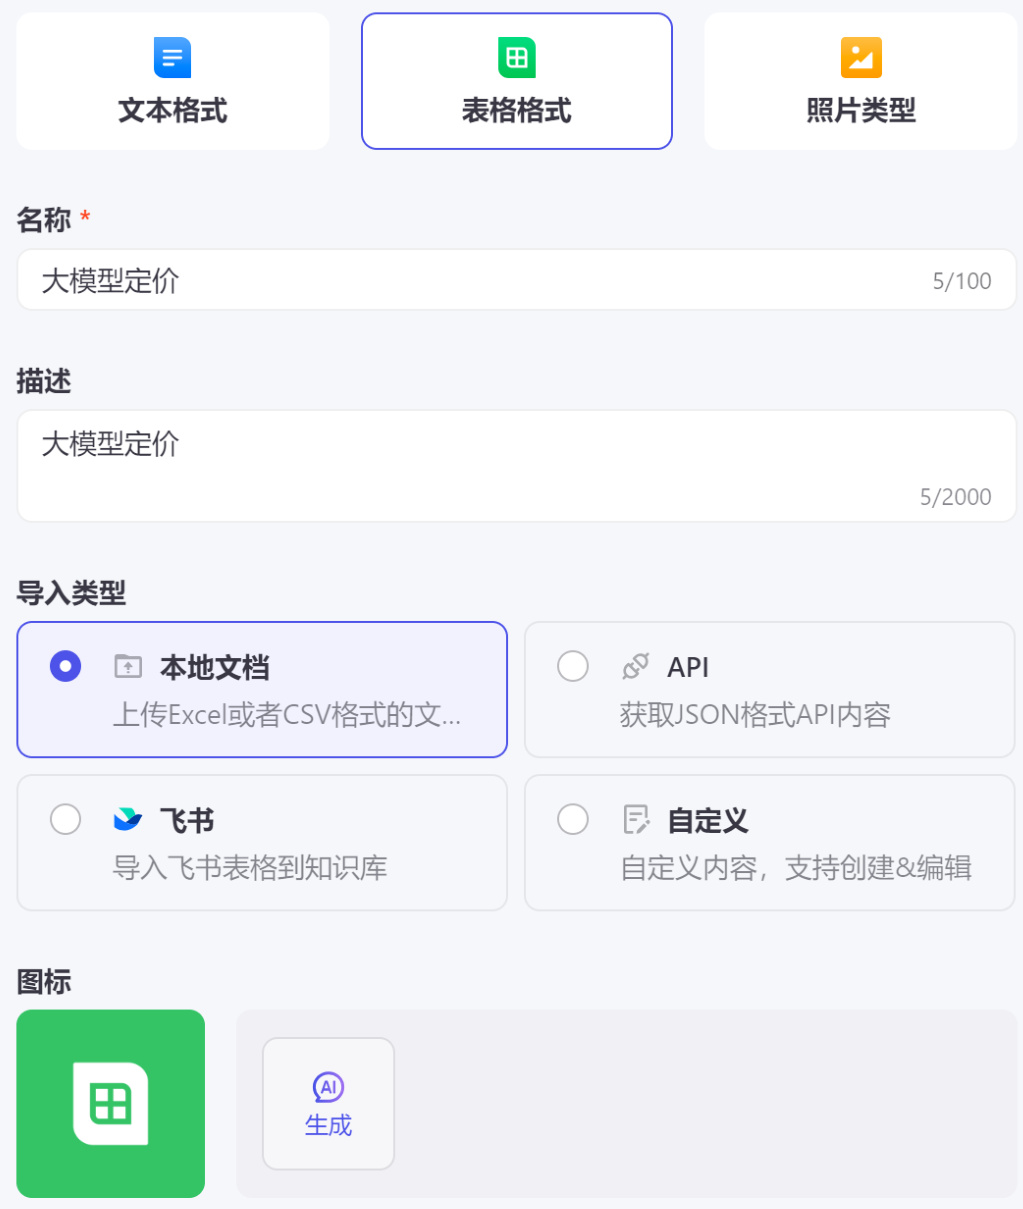 文本格式
表格格式
照片类型
名称 *
大模型定价
5/100
描述
大模型定价
5/2000
导入类型
本地文档
上传Excel或者CSV格式的文...
API
获取JSON格式API内容
飞书
导入飞书表格到知识库
自定义
自定义内容，支持创建&编辑
图标
AI
生成